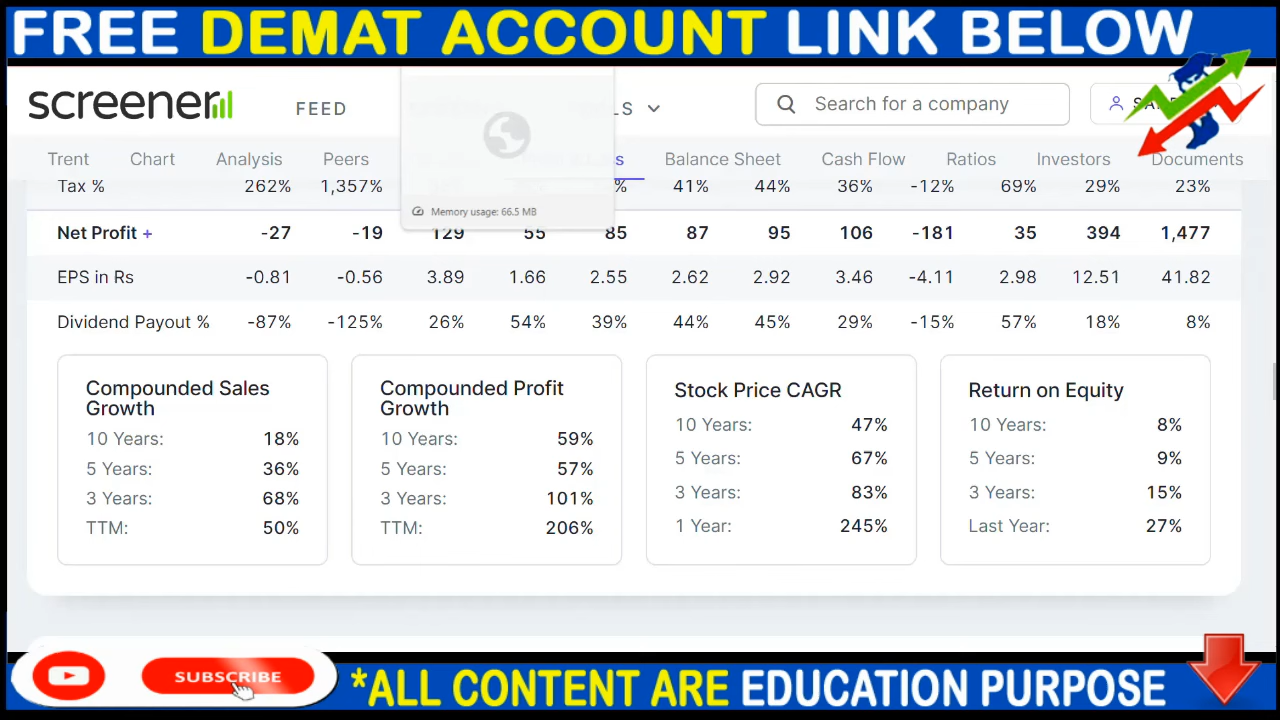 FREE DEMAT ACCOUNT LINK BELOW
screener FEED LS Search for a company
Trent Chart Analysis Peers s Balance Sheet Cash Flow Ratios Investors Documents
Tax % 262% 1,357% % 41% 44% 36% -12% 69% 29% 23%
Memory usage: 66.5 MB
Net Profit + -27 -19 129 55 85 87 95 106 -181 35 394 1,477
EPS in Rs -0.81 -0.56 3.89 1.66 2.55 2.62 2.92 3.46 -4.11 2.98 12.51 41.82
Dividend Payout % -87% -125% 26% 54% 39% 44% 45% 29% -15% 57% 18% 8%
Compounded Sales
Growth
10 Years: 18%
5 Years: 36%
3 Years: 68%
TTM: 50%
Compounded Profit
Growth
10 Years: 59%
5 Years: 57%
3 Years: 101%
TTM: 206%
Stock Price CAGR
10 Years: 47%
5 Years: 67%
3 Years: 83%
1 Year: 245%
Return on Equity
10 Years: 8%
5 Years: 9%
3 Years: 15%
Last Year: 27%
SUBSCRIBE
*ALL CONTENT ARE EDUCATION PURPOSE